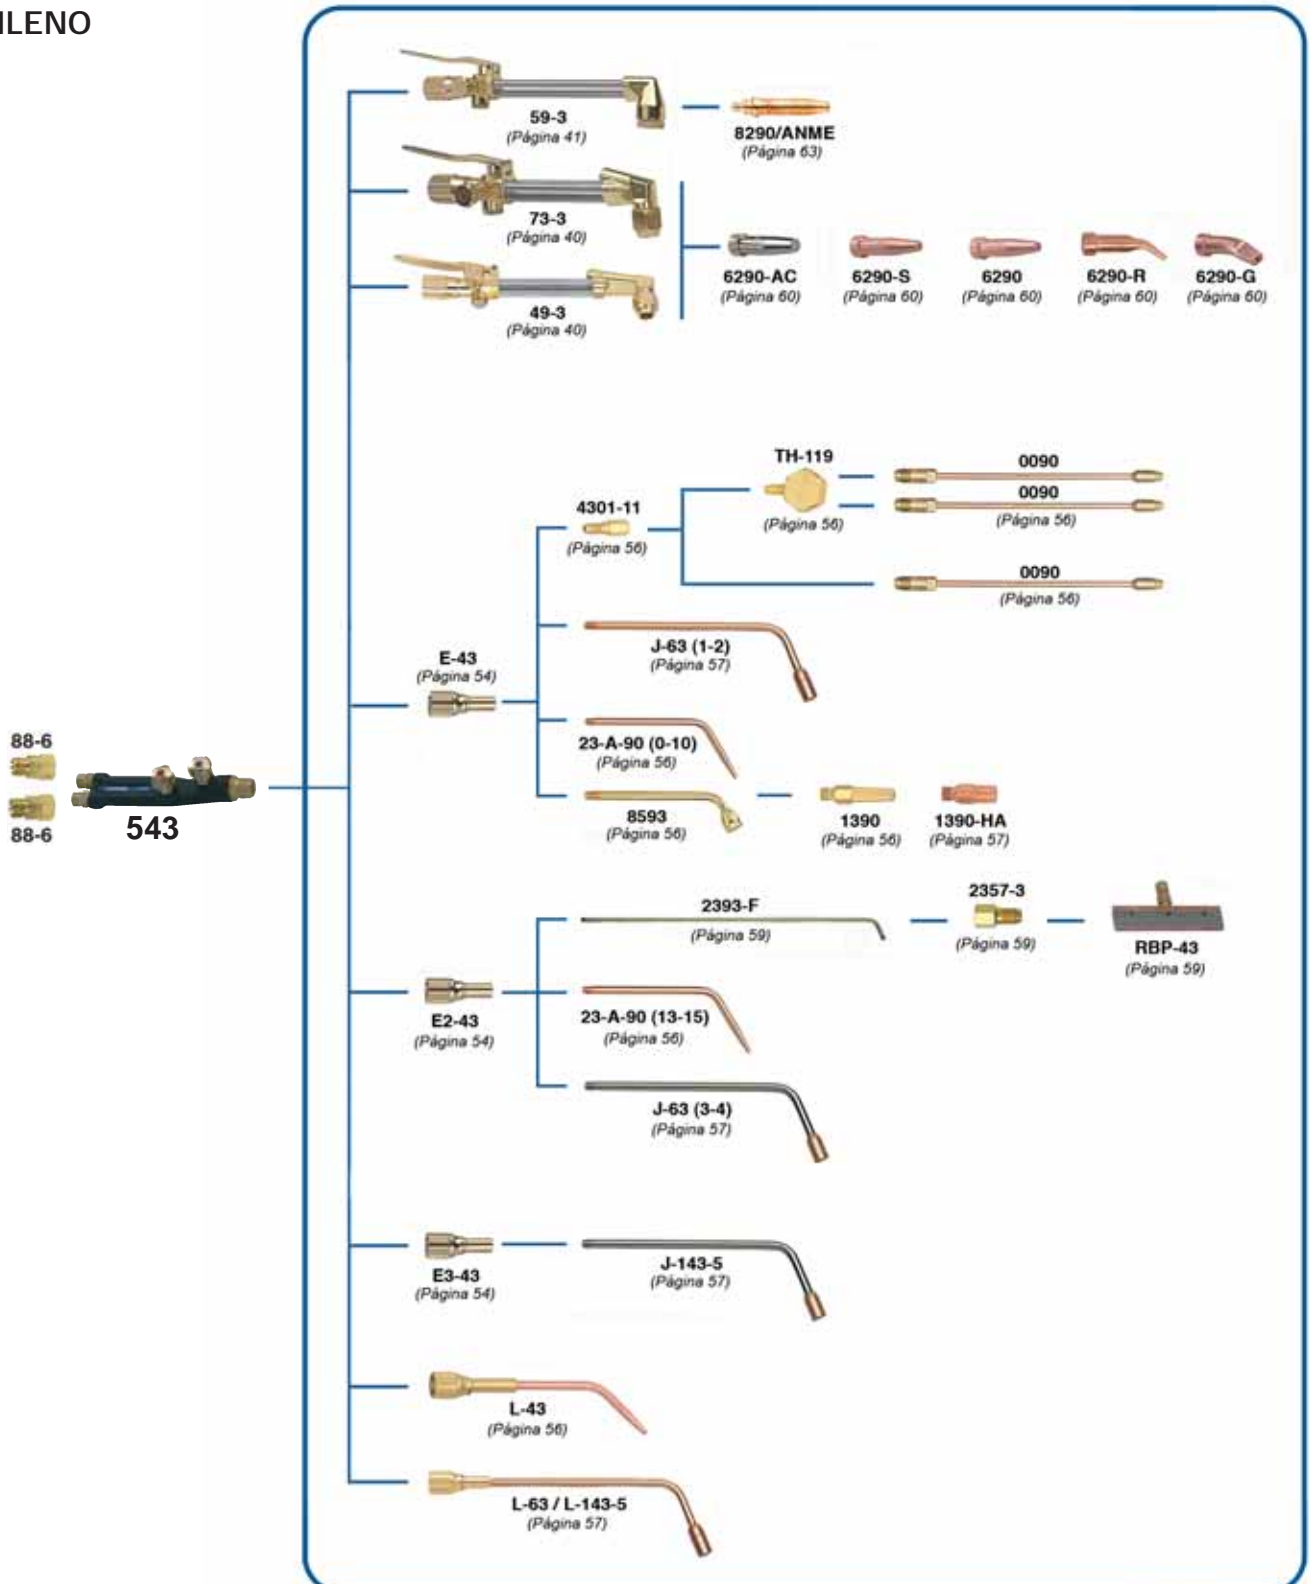 ILENO
59-3
(Página 41)
8290/ANME
(Página 63)
73-3
(Página 40)
49-3
(Página 40)
6290-AC
(Página 60)
6290-S
(Página 60)
6290
(Página 60)
6290-R
(Página 60)
6290-G
(Página 60)
TH-119
(Página 56)
0090
0090
(Página 56)
4301-11
(Página 56)
0090
(Página 56)
J-63 (1-2)
(Página 57)
E-43
(Página 54)
23-A-90 (0-10)
(Página 56)
8593
(Página 56)
1390
(Página 56)
1390-HA
(Página 57)
88-6
88-6
543
2393-F
(Página 59)
2357-3
(Página 59)
RBP-43
(Página 59)
E2-43
(Página 54)
23-A-90 (13-15)
(Página 56)
J-63 (3-4)
(Página 57)
E3-43
(Página 54)
J-143-5
(Página 57)
L-43
(Página 56)
L-63 / L-143-5
(Página 57)